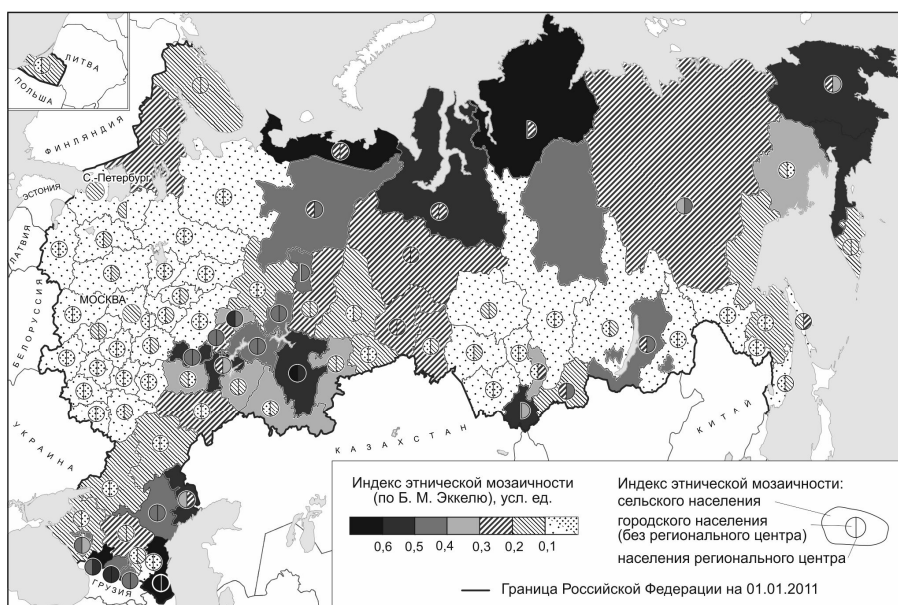 ЛИТВА
ПОЛЬША
ФИНЛЯНДИЯ
С.-Петербург
ЭСТОНИЯ
ЛАТВИЯ
МОСКВА
БЕЛОРУССИЯ
УКРАИНА
КАЗАХСТАН
КИТАЙ
ГРУЗИЯ
Индекс этнической мозаичности
(по Б. М. Эккелю), усл. ед.
0,6 0,5 0,4 0,3 0,2 0,1
Индекс этнической мозаичности:
сельского населения
городского населения
(без регионального центра)
населения регионального центра
Граница Российской Федерации на 01.01.2011